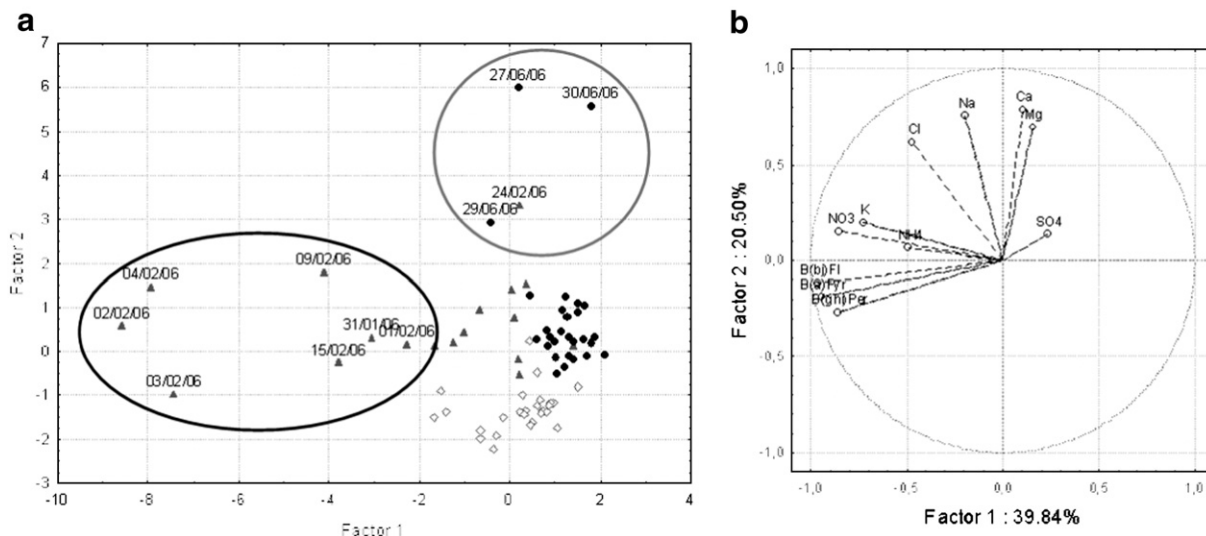 a
7
6
5
4
3
2
1
0
-1
-2
-3
Factor 2
27/06/06
30/06/06
24/02/06
29/06/06
09/02/06
04/02/06
02/02/06
31/01/06
01/02/06
15/02/06
03/02/06
-10 -8 -6 -4 -2 0 2 4
Factor 1
b
1,0
0,5
0,0
-0,5
-1,0
Factor 2 : 20.50%
Ca
Na
Mg
Cl
NO3 K
SO4
NH4
B(b)Fl
B(a)Pyr
B(ghi)Per
-1,0 -0,5 0,0 0,5 1,0
Factor 1 : 39.84%